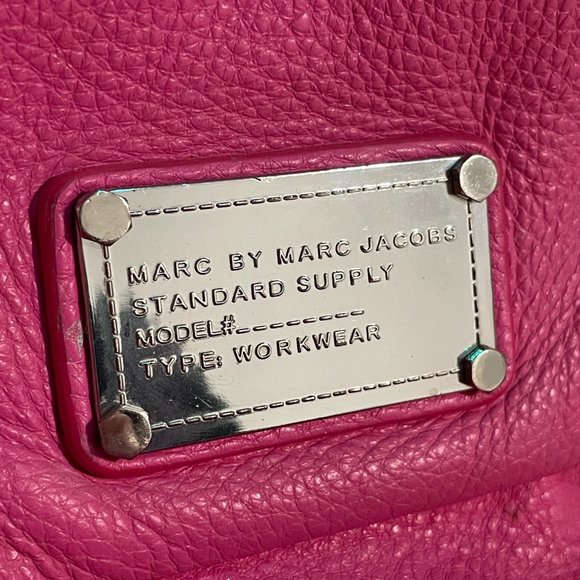 MARC BY MARC JACOBS
STANDARD SUPPLY
MODEL#_________
TYPE: WORKWEAR